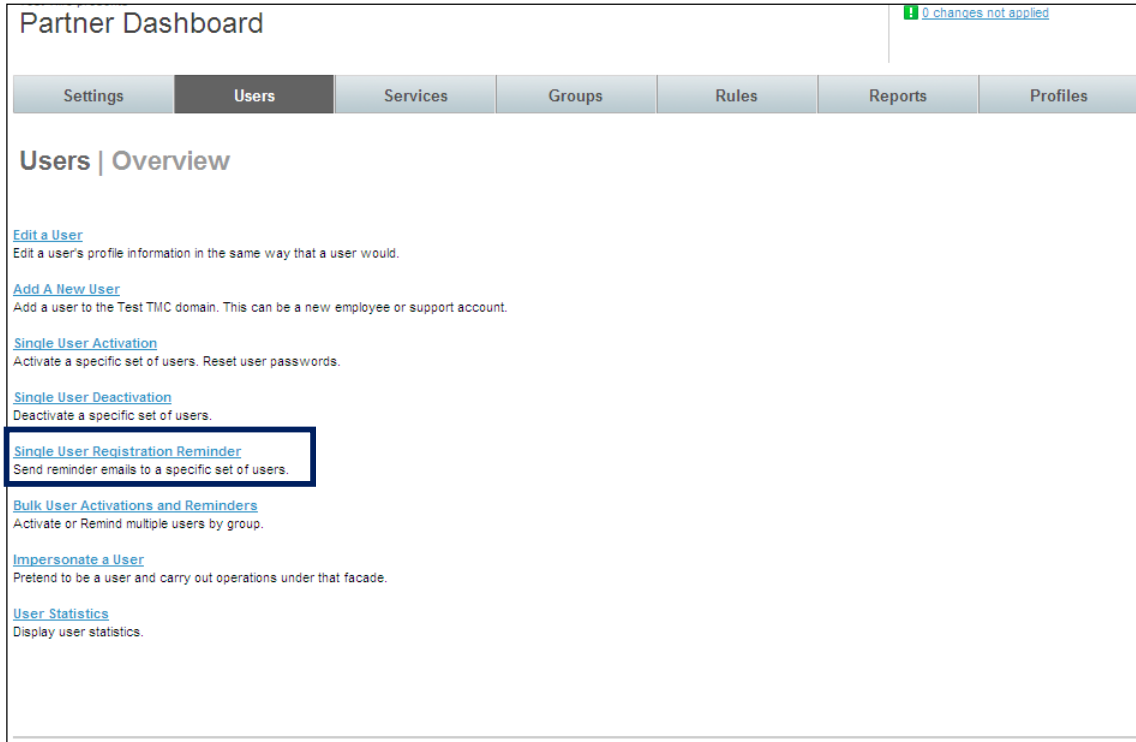 Partner Dashboard
0 changes not applied
Settings Users Services Groups Rules Reports Profiles
Users | Overview
Edit a User
Edit a user's profile information in the same way that a user would.
Add A New User
Add a user to the Test TMC domain. This can be a new employee or support account.
Single User Activation
Activate a specific set of users. Reset user passwords.
Single User Deactivation
Deactivate a specific set of users.
Single User Registration Reminder
Send reminder emails to a specific set of users.
Bulk User Activations and Reminders
Activate or Remind multiple users by group.
Impersonate a User
Pretend to be a user and carry out operations under that facade.
User Statistics
Display user statistics.